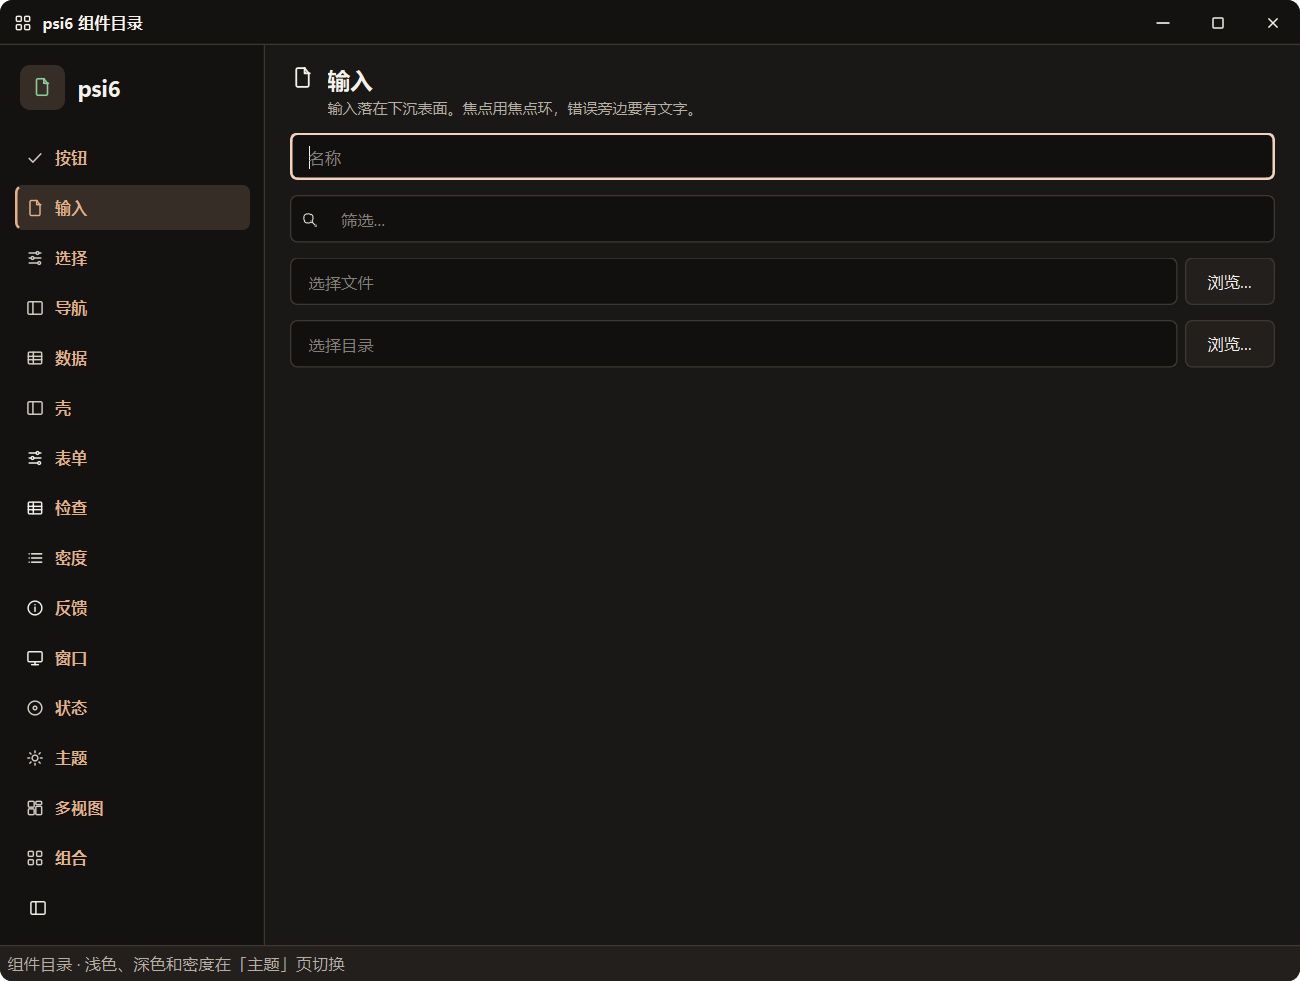 psi6 组件目录
psi6
按钮
输入
选择
导航
数据
壳
表单
检查
密度
反馈
窗口
状态
主题
多视图
组合
输入
输入落在下沉表面。焦点用焦点环，错误旁边要有文字。
名称
筛选...
选择文件
浏览...
选择目录
浏览...
组件目录 · 浅色、深色和密度在「主题」页切换